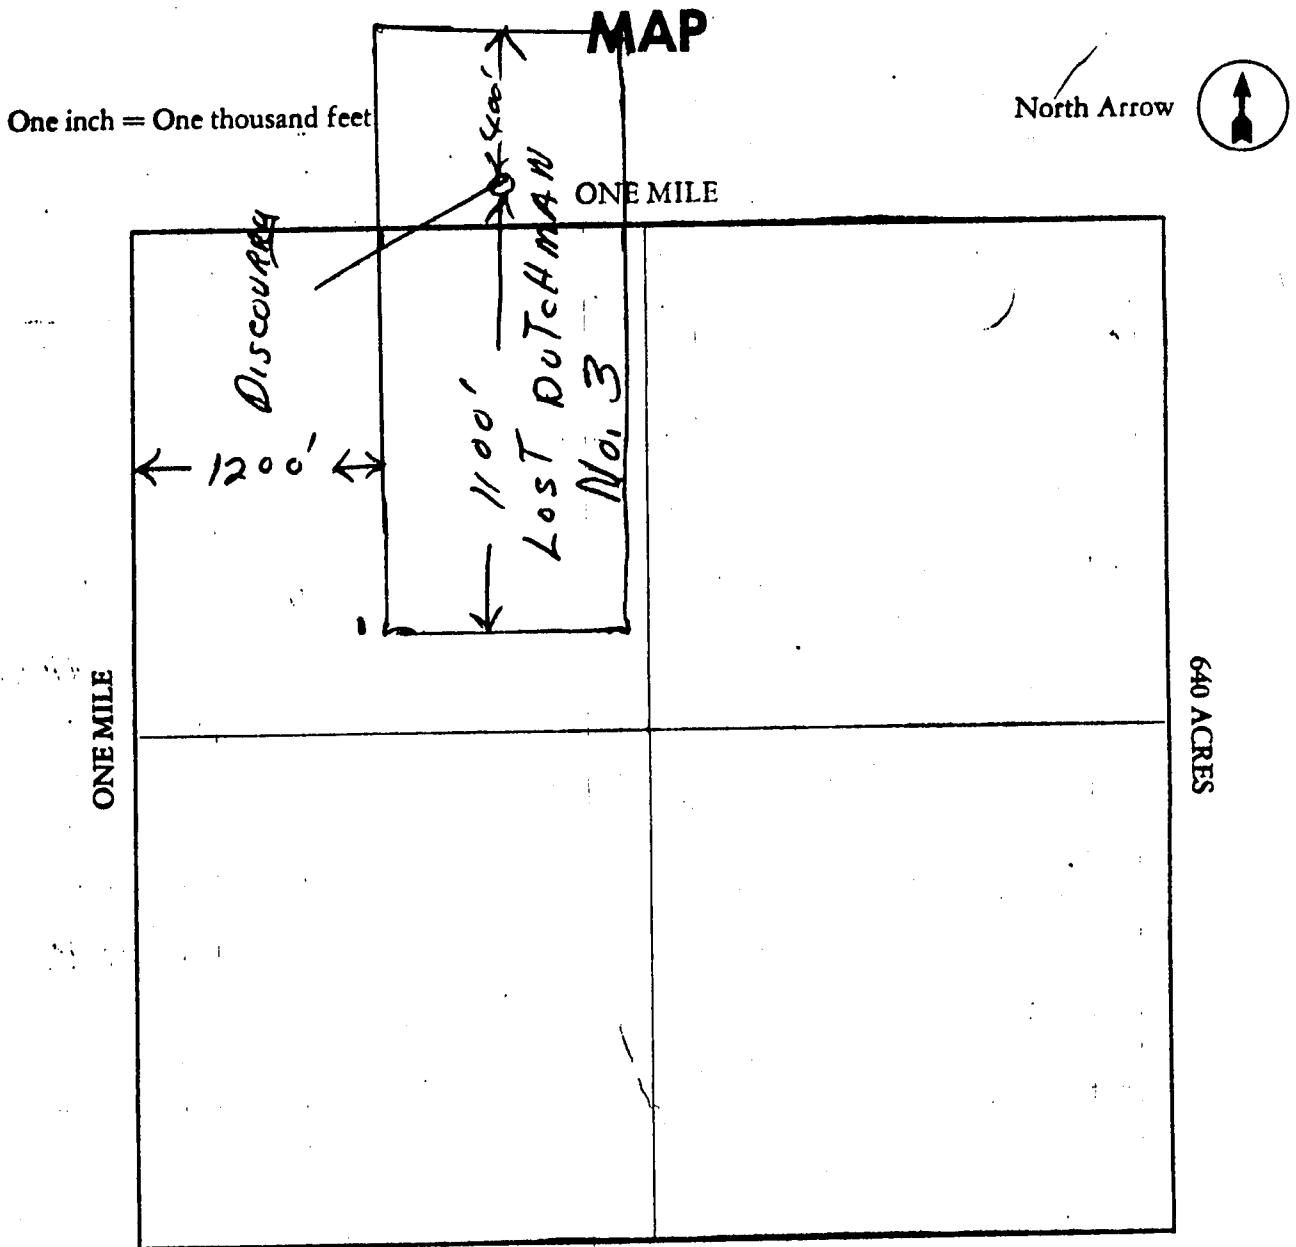 MAP
One inch = One thousand feet
North Arrow
400'
ONE MILE
DISCOVERY
1200'
1100'
LOST DUTCHMAN
No. 3
1
ONE MILE
640 ACRES